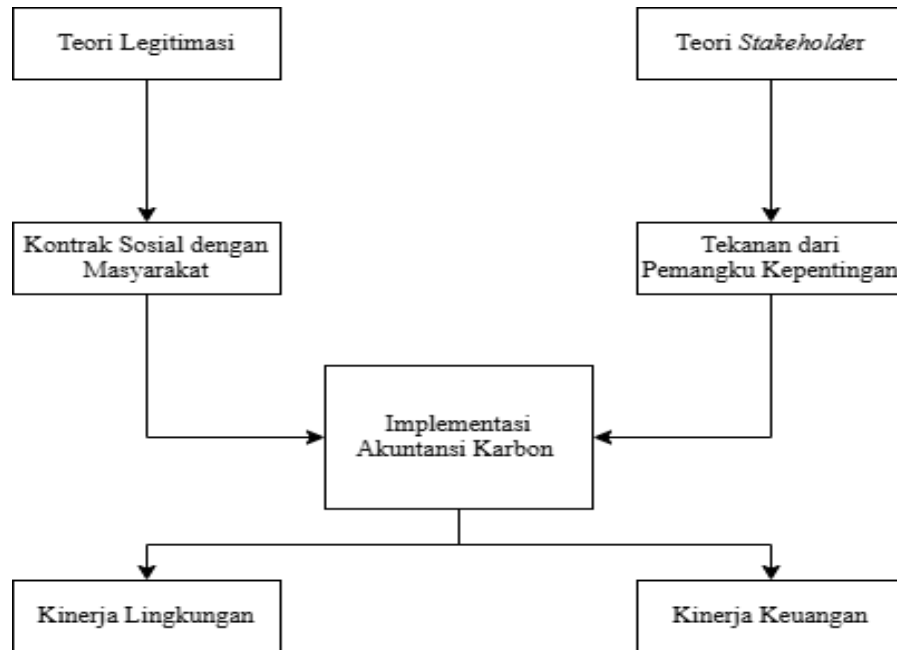 Teori Legitimasi
Teori Stakeholder
Kontrak Sosial dengan
Masyarakat
Tekanan dari
Pemangku Kepentingan
Implementasi
Akuntansi Karbon
Kinerja Lingkungan
Kinerja Keuangan